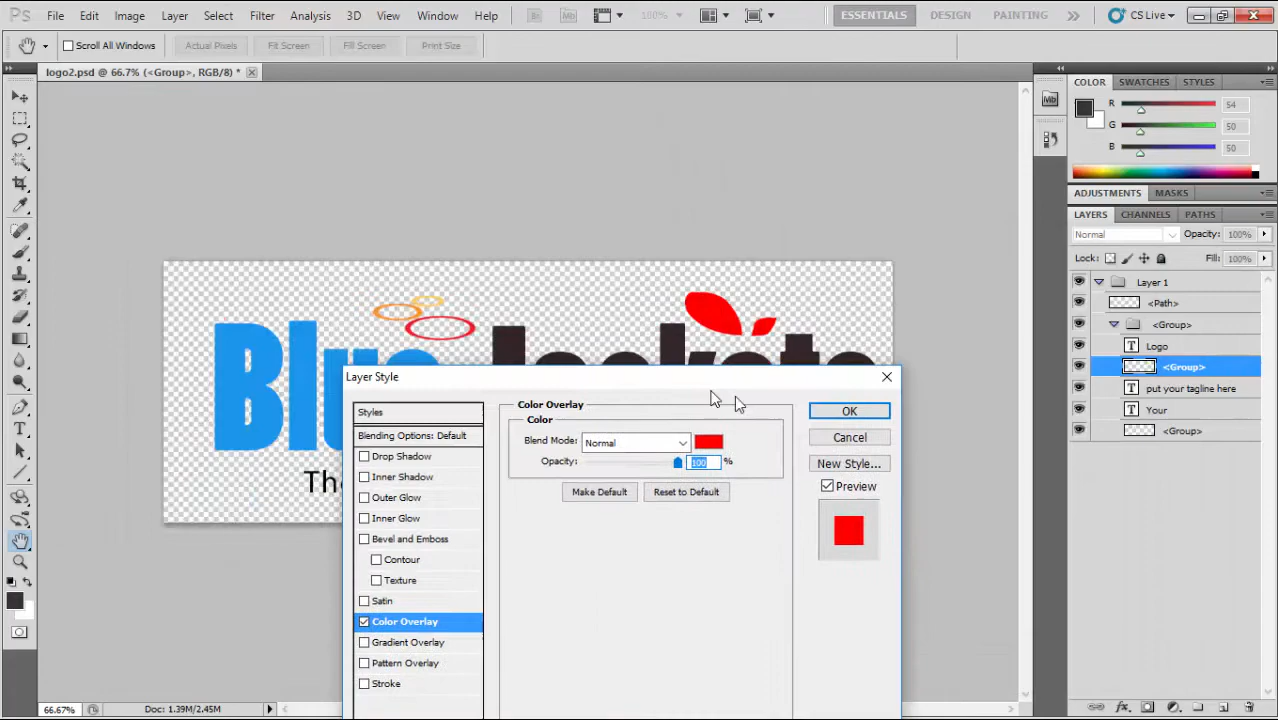 Ps File Edit Image Layer Select Filter Analysis 3D View Window Help Br Mb 100% ESSENTIALS DESIGN PAINTING CS Live
Scroll All Windows Actual Pixels Fit Screen Fill Screen Print Size
logo2.psd @ 66.7% (<Group>, RGB/8) *
COLOR SWATCHES STYLES
Mb
R 54
G 50
B 50
ADJUSTMENTS MASKS
LAYERS CHANNELS PATHS
Normal Opacity: 100%
Lock: Fill: 100%
Layer 1
<Path>
<Group>
T Logo
<Group>
T put your tagline here
T Your
<Group>
Blue Jackets
The
Layer Style
Styles
Blending Options: Default
Drop Shadow
Inner Shadow
Outer Glow
Inner Glow
Bevel and Emboss
Contour
Texture
Satin
Color Overlay
Gradient Overlay
Pattern Overlay
Stroke
Color Overlay
Color
Blend Mode: Normal
Opacity: 100 %
Make Default Reset to Default
OK
Cancel
New Style...
Preview
66.67% Doc: 1.39M/2.45M
fx